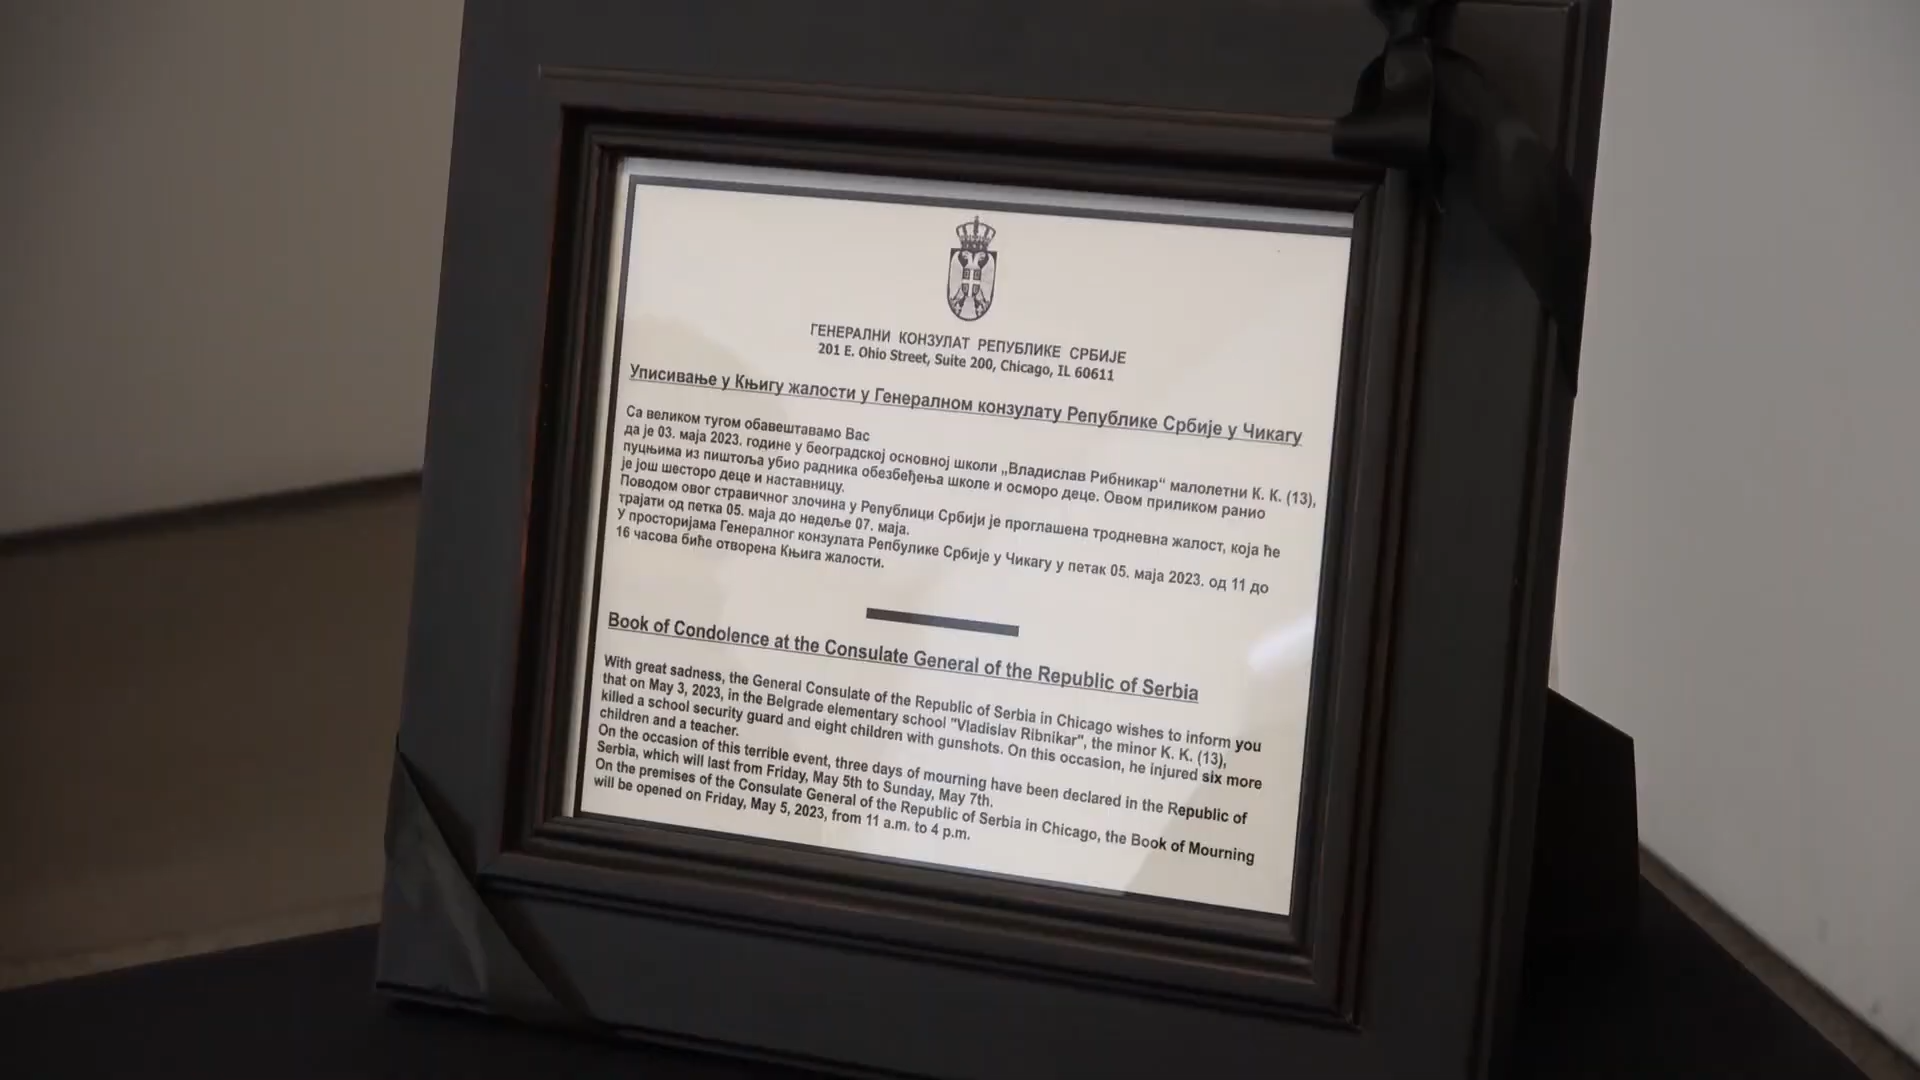 ГЕНЕРАЛНИ КОНЗУЛАТ РЕПУБЛИКЕ СРБИЈЕ
201 E. Ohio Street, Suite 200, Chicago, IL 60611
Уписивање у Књигу жалости у Генералном конзулату Републике Србије у Чикагу
Са великом тугом обавештавамо Вас
да је 03. маја 2023. године у београдској основној школи „Владислав Рибникар“ малолетни К. К. (13),
пуцњима из пиштоља убио радника обезбеђења школе и осморо деце. Овом приликом ранио
је још шесторо деце и наставницу.
Поводом овог стравичног злочина у Републици Србији је проглашена тродневна жалост, која ће
трајати од петка 05. маја до недеље 07. маја.
У просторијама Генералног конзулата Репбулике Србије у Чикагу у петак 05. маја 2023. од 11 до
16 часова биће отворена Књига жалости.
Book of Condolence at the Consulate General of the Republic of Serbia
With great sadness, the General Consulate of the Republic of Serbia in Chicago wishes to inform you
that on May 3, 2023, in the Belgrade elementary school "Vladislav Ribnikar", the minor K. K. (13),
killed a school security guard and eight children with gunshots. On this occasion, he injured six more
children and a teacher.
On the occasion of this terrible event, three days of mourning have been declared in the Republic of
Serbia, which will last from Friday, May 5th to Sunday, May 7th.
On the premises of the Consulate General of the Republic of Serbia in Chicago, the Book of Mourning
will be opened on Friday, May 5, 2023, from 11 a.m. to 4 p.m.